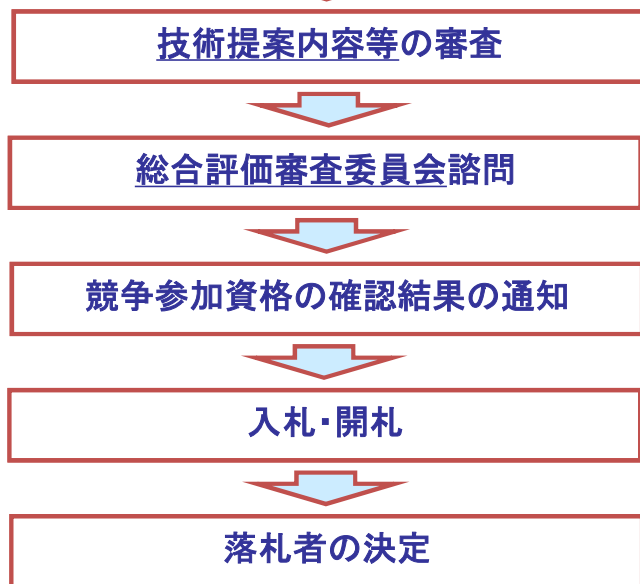 技術提案内容等の審査
総合評価審査委員会諮問
競争参加資格の確認結果の通知
入札・開札
落札者の決定